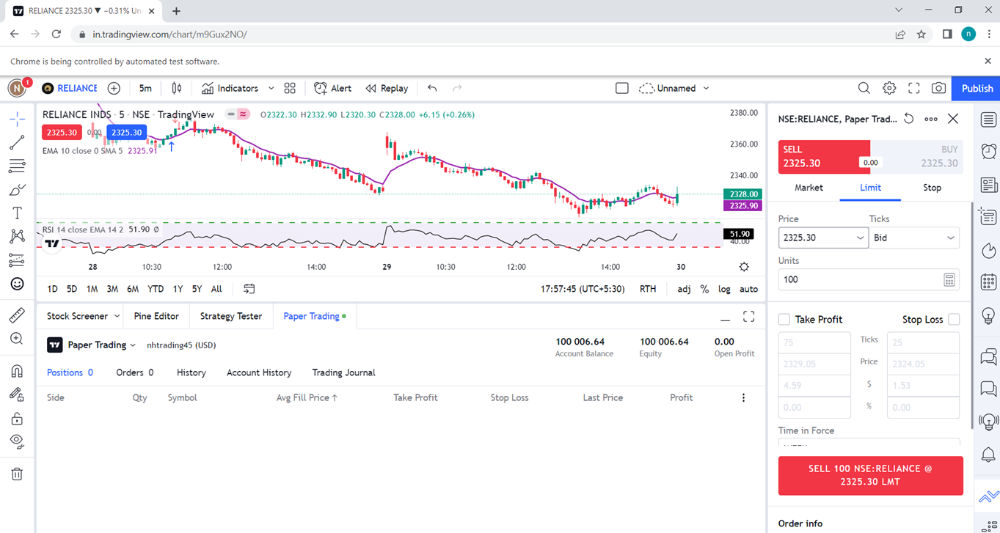 RELIANCE 2325.30 ▼ −0.31% Un
in.tradingview.com/chart/m9Gux2NO/
n
Chrome is being controlled by automated test software.
N 1 RELIANCE 5m Indicators Alert Replay Unnamed Publish
RELIANCE INDS · 5 · NSE · TradingView O2322.30 H2332.90 L2320.30 C2328.00 +6.15 (+0.26%)
2325.30 0.00 2325.30
EMA 10 close 0 SMA 5 2325.91
2380.00
2360.00
2340.00
2328.00
2325.90
RSI 14 close EMA 14 2 51.90 Ø
51.90
40.00
28 10:30 12:00 14:00 29 10:30 12:00 14:00 30
1D 5D 1M 3M 6M YTD 1Y 5Y All 17:57:45 (UTC+5:30) RTH adj % log auto
Stock Screener Pine Editor Strategy Tester Paper Trading
Paper Trading nhtrading45 (USD)
100 006.64 100 006.64 0.00
Account Balance Equity Open Profit
Positions 0 Orders 0 History Account History Trading Journal
Side Qty Symbol Avg Fill Price ↑ Take Profit Stop Loss Last Price Profit
NSE:RELIANCE, Paper Trad...
SELL BUY
2325.30 0.00 2325.30
Market Limit Stop
Price Ticks
2325.30 Bid
Units
100
Take Profit Stop Loss
75 Ticks 25
2329.05 Price 2324.05
4.59 $ 1.53
0.00 % 0.00
Time in Force
SELL 100 NSE:RELIANCE @
2325.30 LMT
Order info